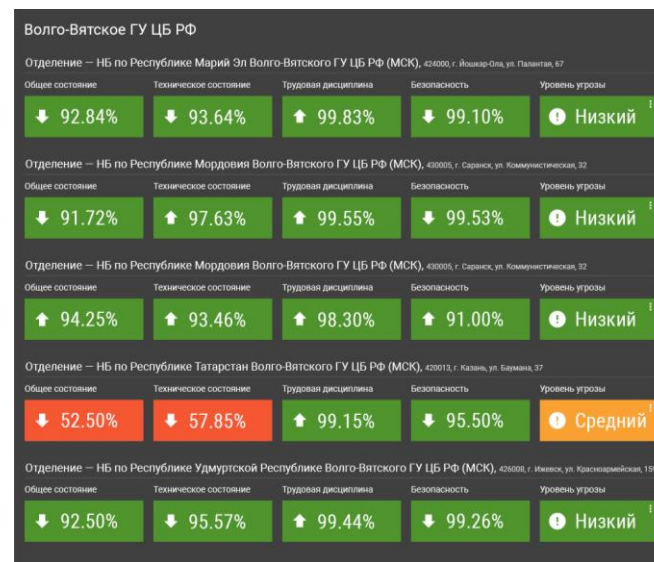 Волго-Вятское ГУ ЦБ РФ
Отделение — НБ по Республике Марий Эл Волго-Вятского ГУ ЦБ РФ (МСК), 424000, г. Йошкар-Ола, ул. Палантая, 67
Общее состояние Техническое состояние Трудовая дисциплина Безопасность Уровень угрозы
92.84% 93.64% 99.83% 99.10% Низкий
Отделение — НБ по Республике Мордовия Волго-Вятского ГУ ЦБ РФ (МСК), 430005, г. Саранск, ул. Коммунистическая, 32
Общее состояние Техническое состояние Трудовая дисциплина Безопасность Уровень угрозы
91.72% 97.63% 99.55% 99.53% Низкий
Отделение — НБ по Республике Мордовия Волго-Вятского ГУ ЦБ РФ (МСК), 430005, г. Саранск, ул. Коммунистическая, 32
Общее состояние Техническое состояние Трудовая дисциплина Безопасность Уровень угрозы
94.25% 93.46% 98.30% 91.00% Низкий
Отделение — НБ по Республике Татарстан Волго-Вятского ГУ ЦБ РФ (МСК), 420013, г. Казань, ул. Баумана, 37
Общее состояние Техническое состояние Трудовая дисциплина Безопасность Уровень угрозы
52.50% 57.85% 99.15% 95.50% Средний
Отделение — НБ по Республике Удмуртской Республике Волго-Вятского ГУ ЦБ РФ (МСК), 426008, г. Ижевск, ул. Красноармейская, 159
Общее состояние Техническое состояние Трудовая дисциплина Безопасность Уровень угрозы
92.50% 95.57% 99.44% 99.26% Низкий